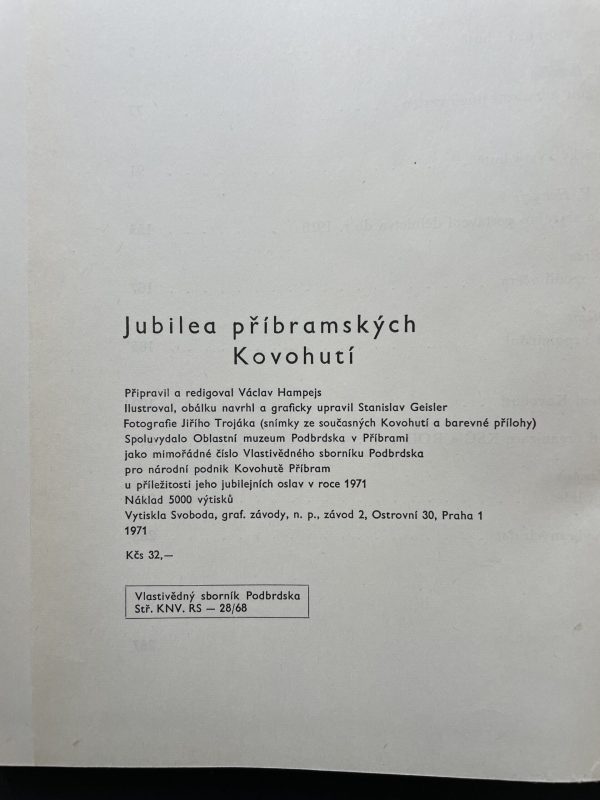 Jubilea příbramských
Kovohutí
Připravil a redigoval Václav Hampejs
Ilustroval, obálku navrhl a graficky upravil Stanislav Geisler
Fotografie Jiřího Trojáka (snímky ze současných Kovohutí a barevné přílohy)
Spoluvydalo Oblastní muzeum Podbrdska v Příbrami
jako mimořádné číslo Vlastivědného sborníku Podbrdska
pro národní podnik Kovohutě Příbram
u příležitosti jeho jubilejních oslav v roce 1971
Náklad 5000 výtisků
Vytiskla Svoboda, graf. závody, n. p., závod 2, Ostrovní 30, Praha 1
1971
Kčs 32,—
Vlastivědný sborník Podbrdska
Stř. KNV. RS — 28/68